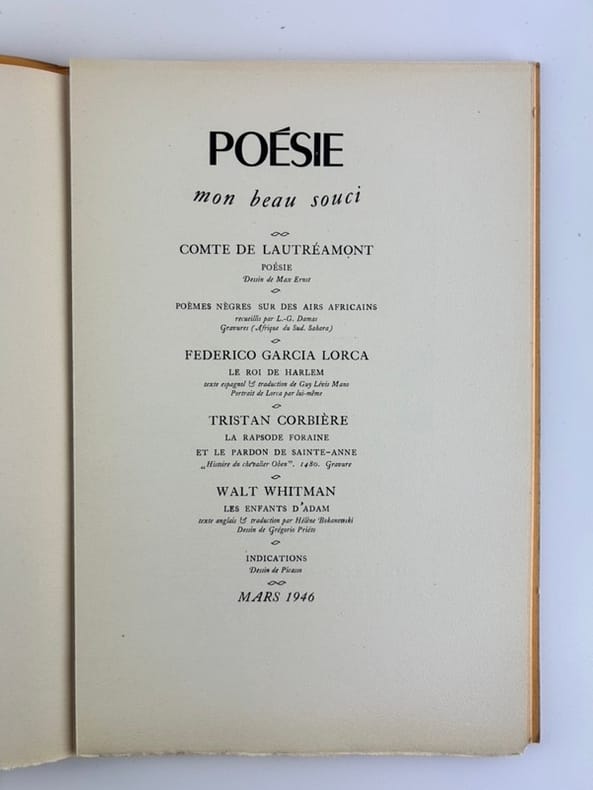 POÉSIE
mon beau souci
COMTE DE LAUTRÉAMONT
POÉSIE
Dessin de Max Ernst
POÈMES NÈGRES SUR DES AIRS AFRICAINS
recueillis par L.-G. Damas
Gravures (Afrique du Sud. Sahara)
FEDERICO GARCIA LORCA
LE ROI DE HARLEM
texte espagnol & traduction de Guy Lévis Mano
Portrait de Lorca par lui-même
TRISTAN CORBIÈRE
LA RAPSODE FORAINE
ET LE PARDON DE SAINTE-ANNE
„Histoire du chevalier Oben”. 1480. Gravure
WALT WHITMAN
LES ENFANTS D'ADAM
texte anglais & traduction par Hélène Bokanowski
Dessin de Grégorio Priéto
INDICATIONS
Dessin de Picasso
MARS 1946